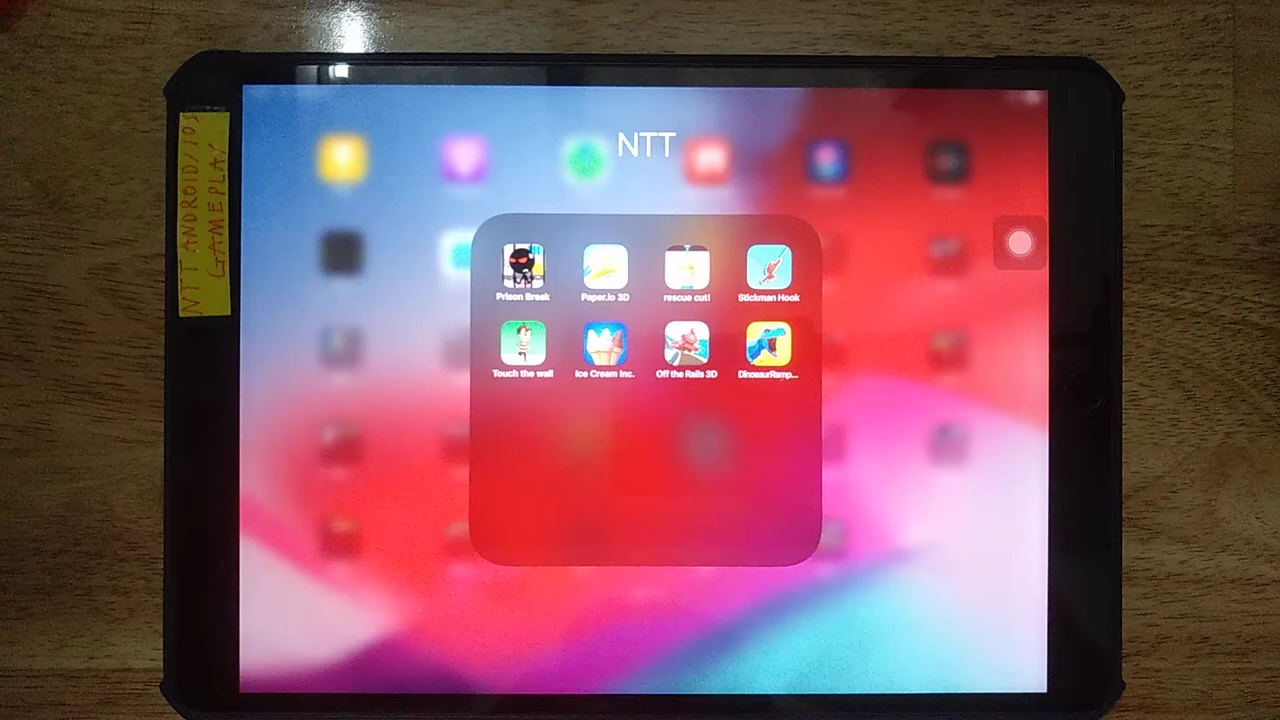 NTT ANDROID/IOS
GAMEPLAY
NTT
Prison Break
Paper.io 3D
rescue cut!
Stickman Hook
Touch the wall
Ice Cream Inc.
Off the Rails 3D
DinosaurRamp...